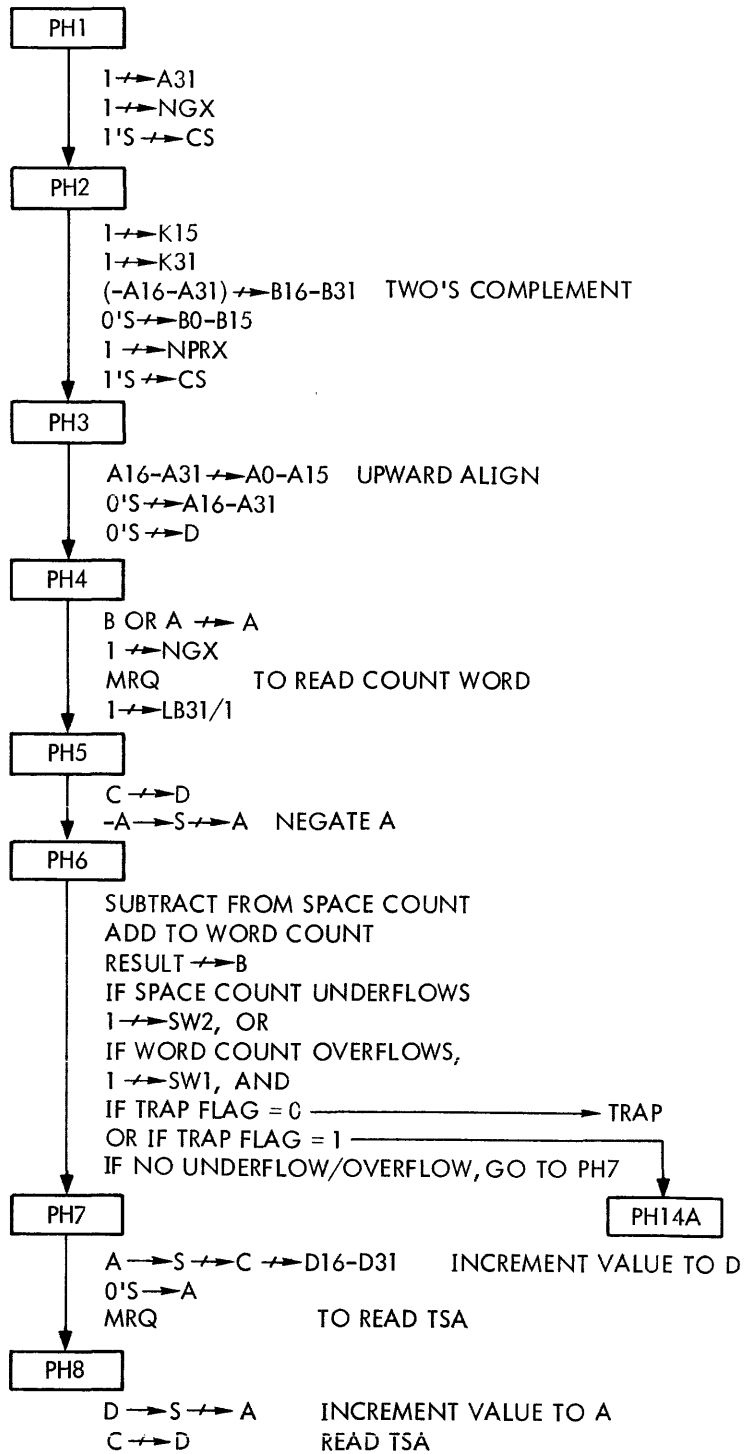 PH1
1 ↛ A31
1 ↛ NGX
1'S ↛ CS
PH2
1 ↛ K15
1 ↛ K31
(-A16-A31) ↛ B16-B31 TWO'S COMPLEMENT
0'S ↛ B0-B15
1 ↛ NPRX
1'S ↛ CS
PH3
A16-A31 ↛ A0-A15 UPWARD ALIGN
0'S ↛ A16-A31
0'S ↛ D
PH4
B OR A ↛ A
1 ↛ NGX
MRQ TO READ COUNT WORD
1 ↛ LB31/1
PH5
C ↛ D
-A → S ↛ A NEGATE A
PH6
SUBTRACT FROM SPACE COUNT
ADD TO WORD COUNT
RESULT ↛ B
IF SPACE COUNT UNDERFLOWS
1 ↛ SW2, OR
IF WORD COUNT OVERFLOWS,
1 ↛ SW1, AND
IF TRAP FLAG = 0 → TRAP
OR IF TRAP FLAG = 1
IF NO UNDERFLOW/OVERFLOW, GO TO PH7
PH7 PH14A
A → S ↛ C ↛ D16-D31 INCREMENT VALUE TO D
0'S → A
MRQ TO READ TSA
PH8
D → S ↛ A INCREMENT VALUE TO A
C ↛ D READ TSA